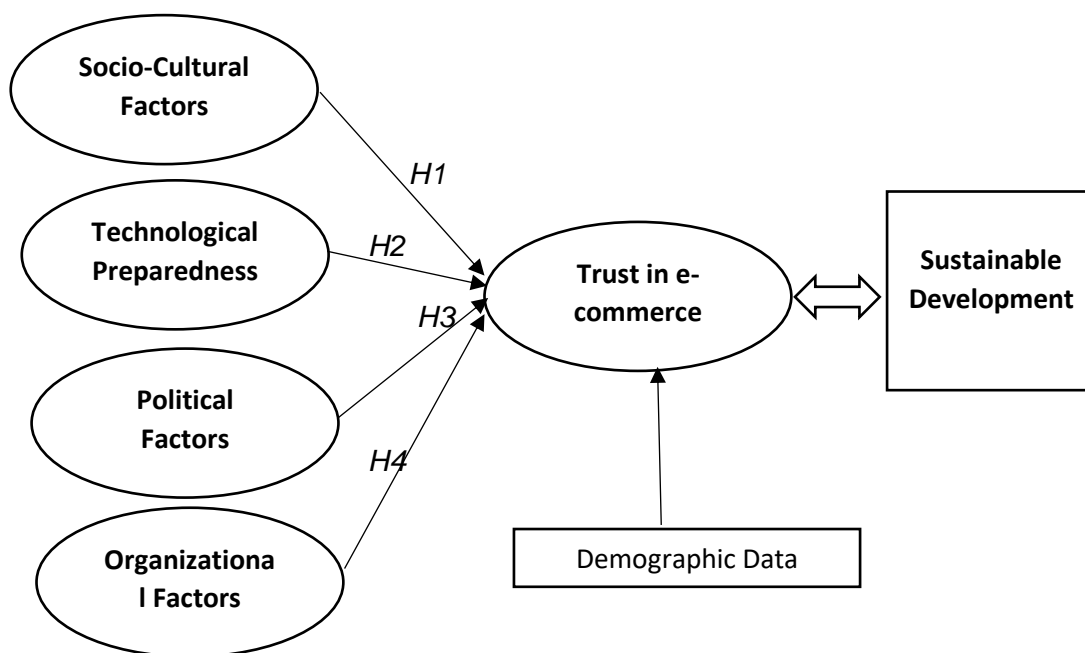 Socio-Cultural
Factors
H1
Technological
Preparedness
H2
Political
Factors
H3
Organizationa
l Factors
H4
Trust in e-
commerce
Sustainable
Development
Demographic Data